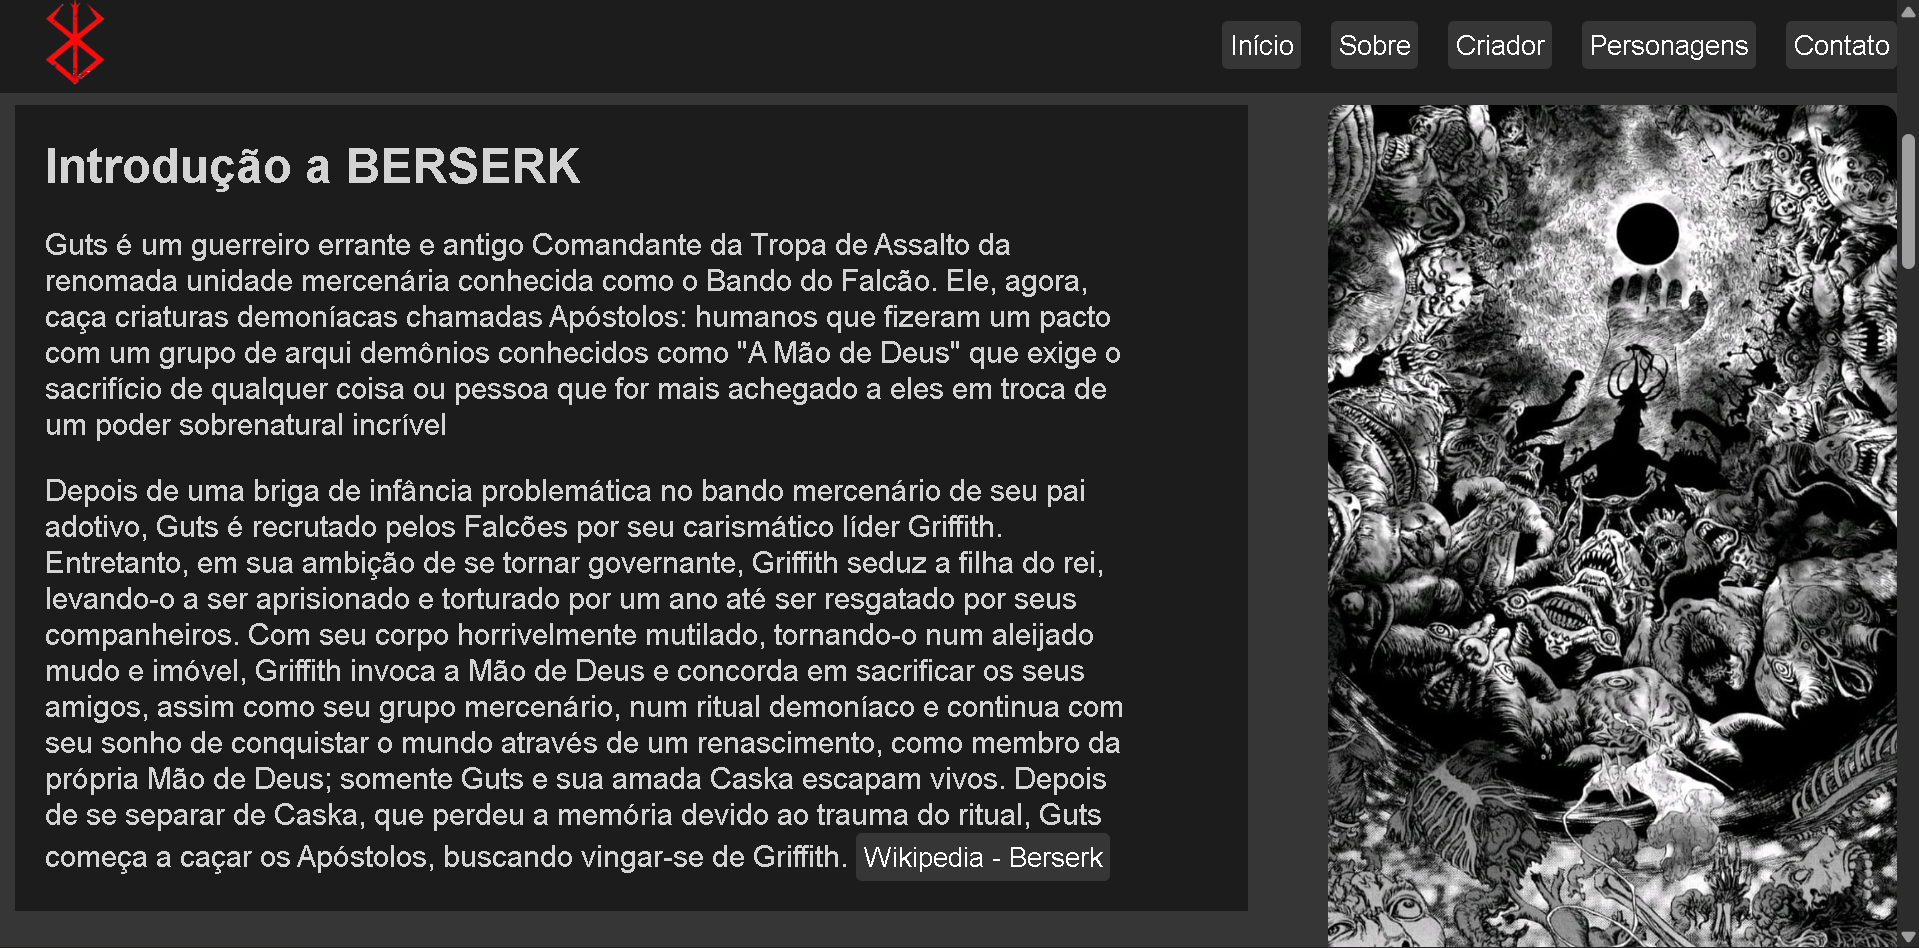 Início Sobre Criador Personagens Contato
Introdução a BERSERK
Guts é um guerreiro errante e antigo Comandante da Tropa de Assalto da
renomada unidade mercenária conhecida como o Bando do Falcão. Ele, agora,
caça criaturas demoníacas chamadas Apóstolos: humanos que fizeram um pacto
com um grupo de arqui demônios conhecidos como "A Mão de Deus" que exige o
sacrifício de qualquer coisa ou pessoa que for mais achegado a eles em troca de
um poder sobrenatural incrível
Depois de uma briga de infância problemática no bando mercenário de seu pai
adotivo, Guts é recrutado pelos Falcões por seu carismático líder Griffith.
Entretanto, em sua ambição de se tornar governante, Griffith seduz a filha do rei,
levando-o a ser aprisionado e torturado por um ano até ser resgatado por seus
companheiros. Com seu corpo horrivelmente mutilado, tornando-o num aleijado
mudo e imóvel, Griffith invoca a Mão de Deus e concorda em sacrificar os seus
amigos, assim como seu grupo mercenário, num ritual demoníaco e continua com
seu sonho de conquistar o mundo através de um renascimento, como membro da
própria Mão de Deus; somente Guts e sua amada Caska escapam vivos. Depois
de se separar de Caska, que perdeu a memória devido ao trauma do ritual, Guts
começa a caçar os Apóstolos, buscando vingar-se de Griffith. Wikipedia - Berserk